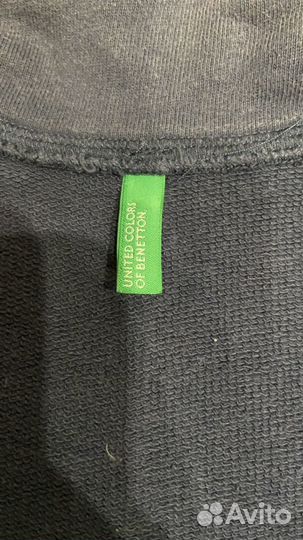 UNITED COLORS
OF BENETTON.
Avito